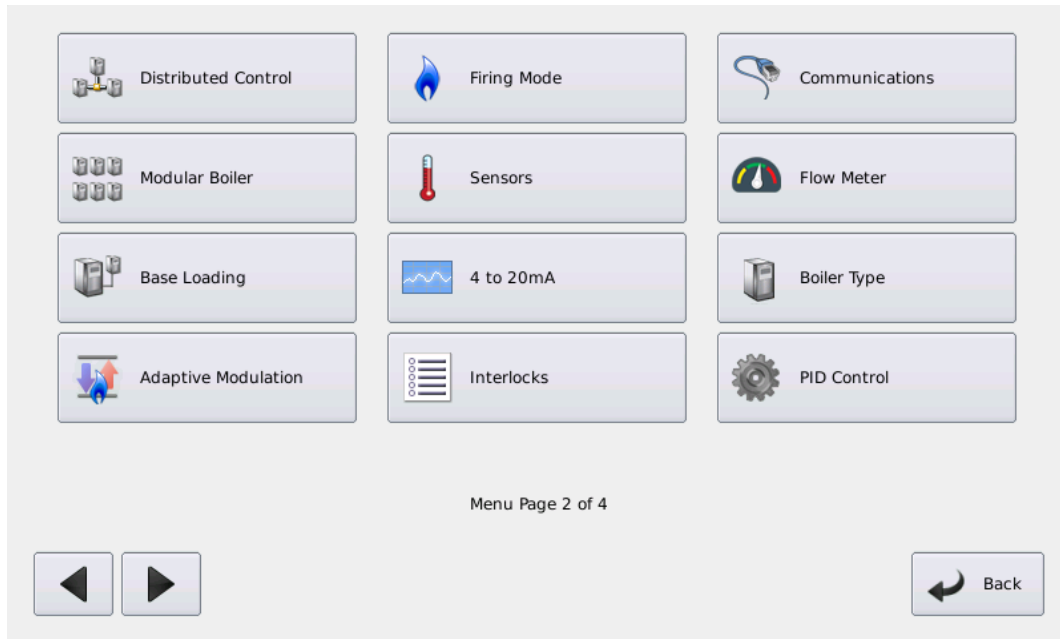 Distributed Control
Firing Mode
Communications
Modular Boiler
Sensors
Flow Meter
Base Loading
4 to 20mA
Boiler Type
Adaptive Modulation
Interlocks
PID Control
Menu Page 2 of 4
Back